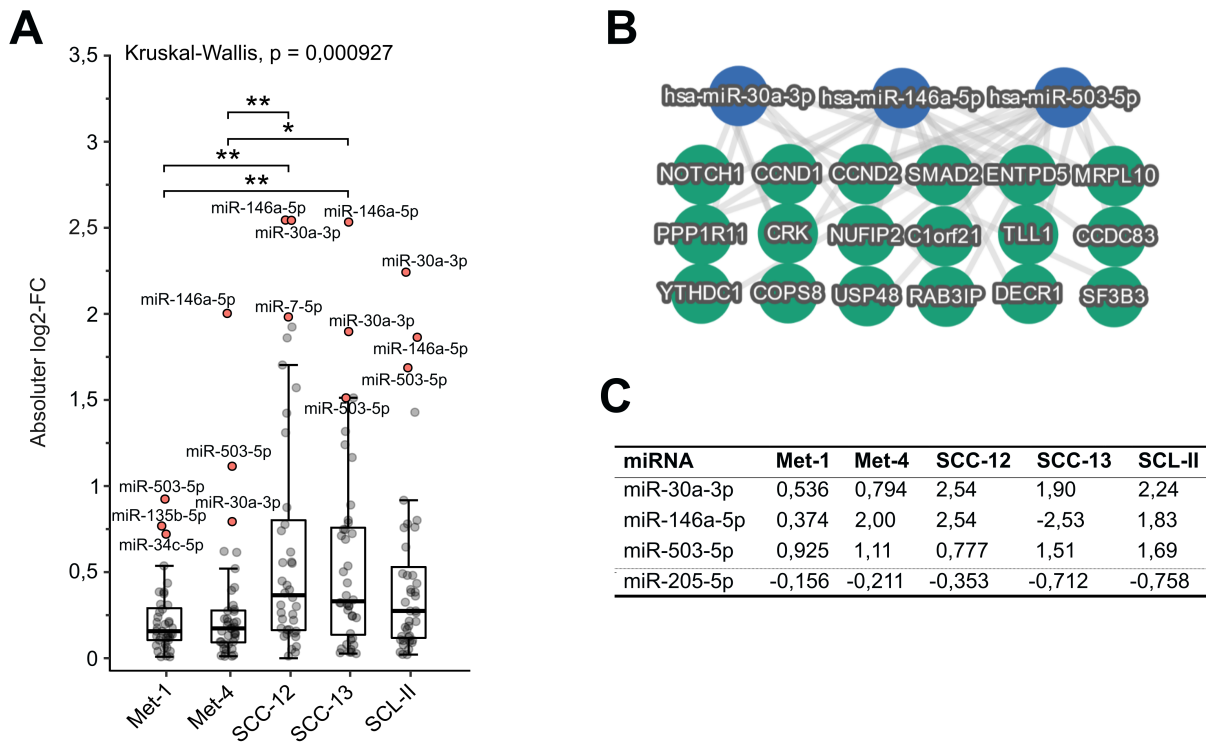 A
Kruskal-Wallis, p = 0,000927
Absoluter log2-FC
3,5
3
2,5
2
1,5
1
0,5
0
**
*
**
**
miR-146a-5p
miR-146a-5p
miR-30a-3p
miR-30a-3p
miR-146a-5p
miR-7-5p
miR-30a-3p
miR-146a-5p
miR-503-5p
miR-503-5p
miR-503-5p
miR-503-5p
miR-30a-3p
miR-135b-5p
miR-34c-5p
Met-1
Met-4
SCC-12
SCC-13
SCL-II
B
hsa-miR-30a-3p hsa-miR-146a-5p hsa-miR-503-5p
NOTCH1 CCND1 CCND2 SMAD2 ENTPD5 MRPL10
PPP1R11 CRK NUFIP2 C1orf21 TLL1 CCDC83
YTHDC1 COPS8 USP48 RAB3IP DECR1 SF3B3
C
miRNA Met-1 Met-4 SCC-12 SCC-13 SCL-II
miR-30a-3p 0,536 0,794 2,54 1,90 2,24
miR-146a-5p 0,374 2,00 2,54 -2,53 1,83
miR-503-5p 0,925 1,11 0,777 1,51 1,69
miR-205-5p -0,156 -0,211 -0,353 -0,712 -0,758